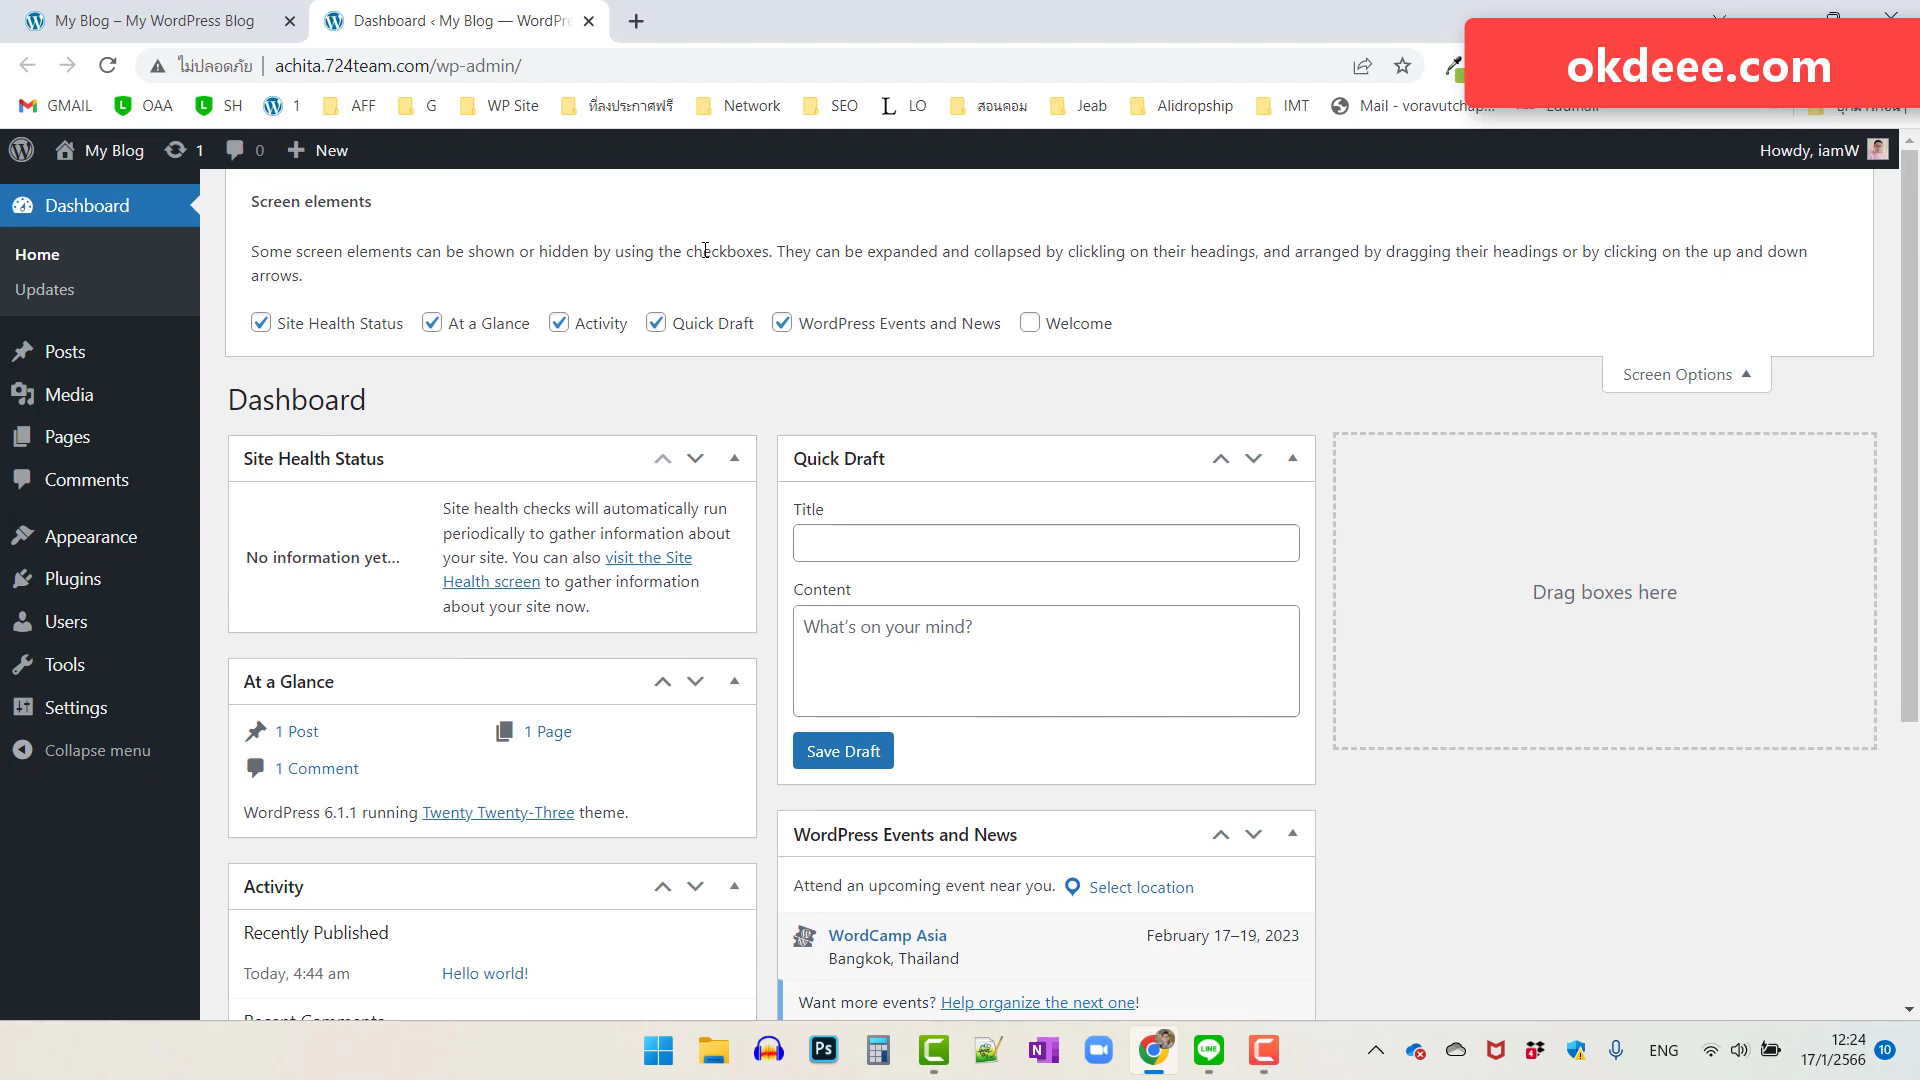 My Blog – My WordPress Blog
Dashboard ‹ My Blog — WordPre
okdeee.com
ไม่ปลอดภัย
achita.724team.com/wp-admin/
GMAIL
OAA
SH
1
AFF
G
WP Site
ที่ลงประกาศฟรี
Network
SEO
L LO
สอนคอม
Jeab
Alidropship
IMT
Mail - voravutchap...
My Blog
1
0
New
Howdy, iamW
Dashboard
Home
Updates
Posts
Media
Pages
Comments
Appearance
Plugins
Users
Tools
Settings
Collapse menu
Screen elements
Some screen elements can be shown or hidden by using the checkboxes. They can be expanded and collapsed by clickling on their headings, and arranged by dragging their headings or by clicking on the up and down
arrows.
Site Health Status
At a Glance
Activity
Quick Draft
WordPress Events and News
Welcome
Screen Options
Dashboard
Site Health Status
No information yet...
Site health checks will automatically run
periodically to gather information about
your site. You can also visit the Site
Health screen to gather information
about your site now.
At a Glance
1 Post
1 Page
1 Comment
WordPress 6.1.1 running Twenty Twenty-Three theme.
Activity
Recently Published
Today, 4:44 am
Hello world!
Recent Comments
Quick Draft
Title
Content
What's on your mind?
Save Draft
WordPress Events and News
Attend an upcoming event near you.
Select location
WordCamp Asia
February 17–19, 2023
Bangkok, Thailand
Want more events? Help organize the next one!
Drag boxes here
Ps
N
LINE
4
ENG
12:24
17/1/2566
10